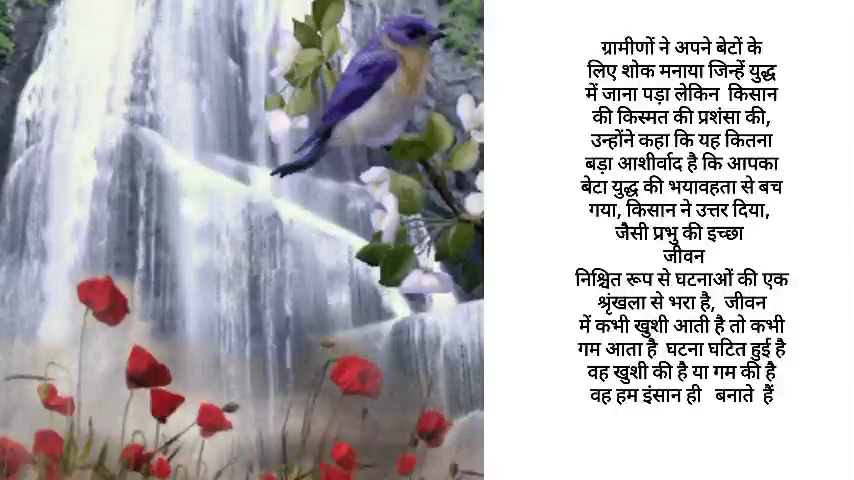 ग्रामीणों ने अपने बेटों के
लिए शोक मनाया जिन्हें युद्ध
में जाना पड़ा लेकिन किसान
की किस्मत की प्रशंसा की,
उन्होंने कहा कि यह कितना
बड़ा आशीर्वाद है कि आपका
बेटा युद्ध की भयावहता से बच
गया, किसान ने उत्तर दिया,
जैसी प्रभु की इच्छा
जीवन
निश्चित रूप से घटनाओं की एक
श्रृंखला से भरा है, जीवन
में कभी खुशी आती है तो कभी
गम आता है घटना घटित हुई है
वह खुशी की है या गम की है
वह हम इंसान ही बनाते हैं